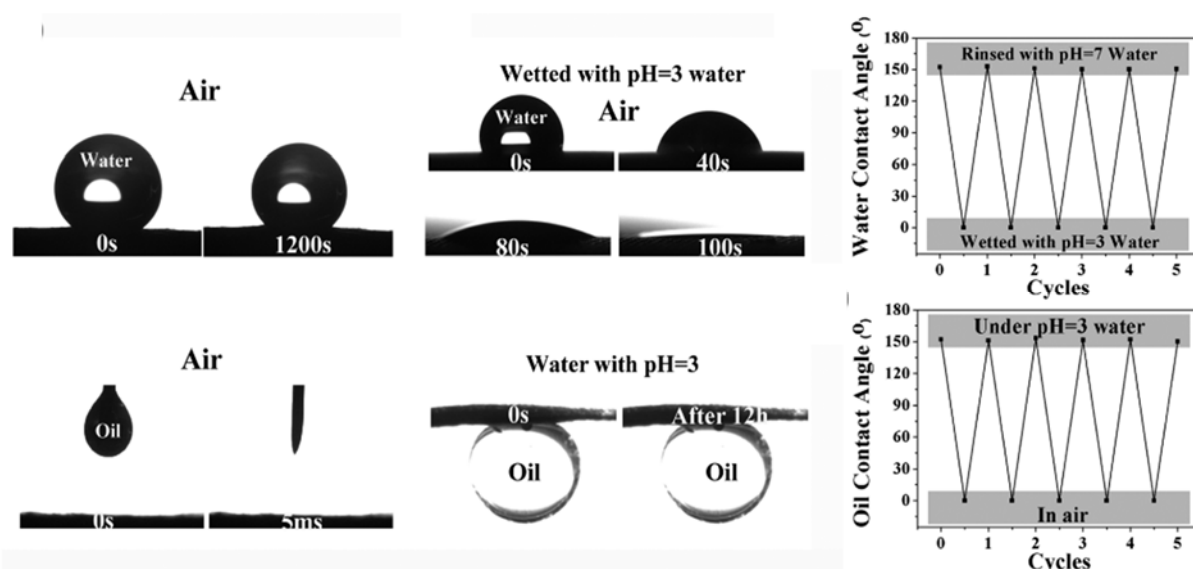 Air
Water
0s
1200s
Wetted with pH=3 water
Air
Water
0s
40s
80s
100s
Air
Oil
0s
5ms
Water with pH=3
0s
After 12h
Oil
Oil
Water Contact Angle (º)
180
150
120
90
60
30
0
Rinsed with pH=7 Water
Wetted with pH=3 Water
0 1 2 3 4 5
Cycles
Oil Contact Angle (º)
180
150
120
90
60
30
0
Under pH=3 water
In air
0 1 2 3 4 5
Cycles